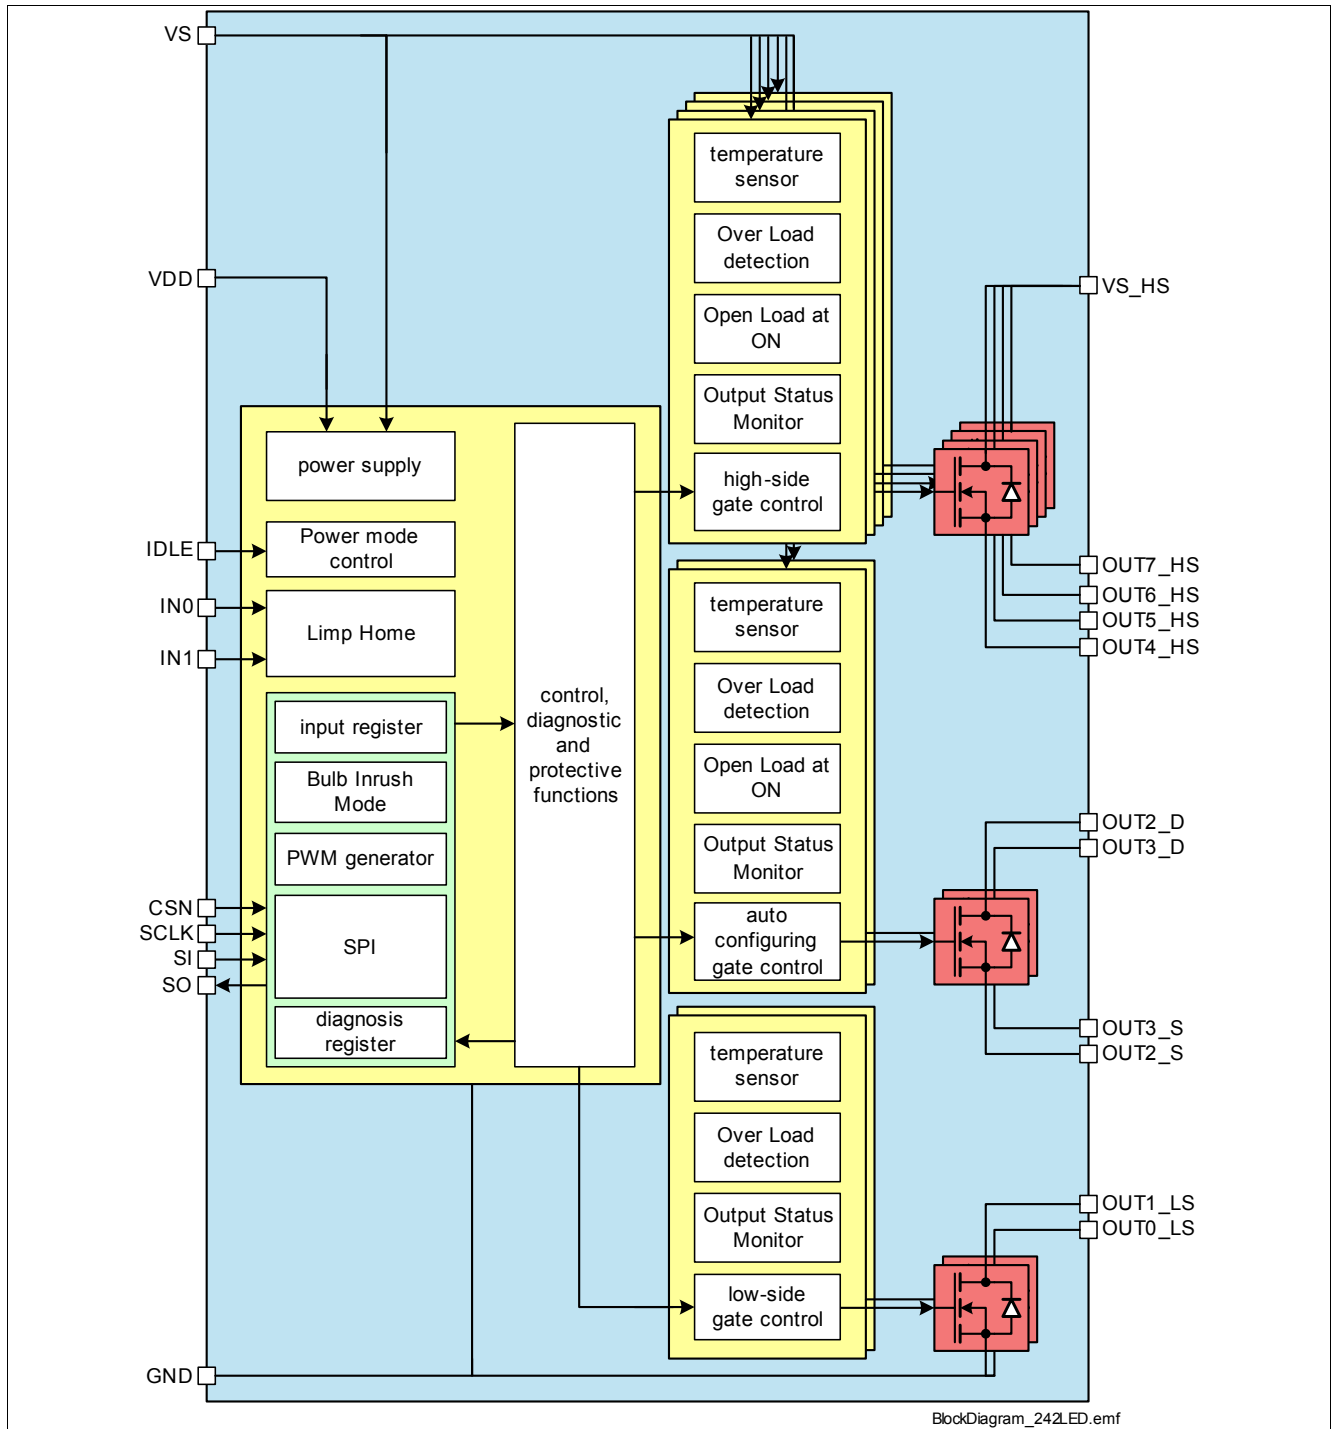 VS
temperature
sensor
Over Load
detection
VDD
VS_HS
Open Load at
ON
Output Status
Monitor
power supply
high-side
gate control
Power mode
control
IDLE
OUT7_HS
IN0
OUT6_HS
OUT5_HS
Limp Home
temperature
sensor
IN1
OUT4_HS
Over Load
detection
control,
diagnostic
and
protective
functions
input register
Open Load at
ON
Bulb Inrush
Mode
OUT2_D
OUT3_D
PWM generator
Output Status
Monitor
CSN
SCLK
SI
SO
SPI
auto
configuring
gate control
diagnosis
register
OUT3_S
OUT2_S
temperature
sensor
Over Load
detection
Output Status
Monitor
OUT1_LS
OUT0_LS
low-side
gate control
GND
BlockDiagram_242LED.emf